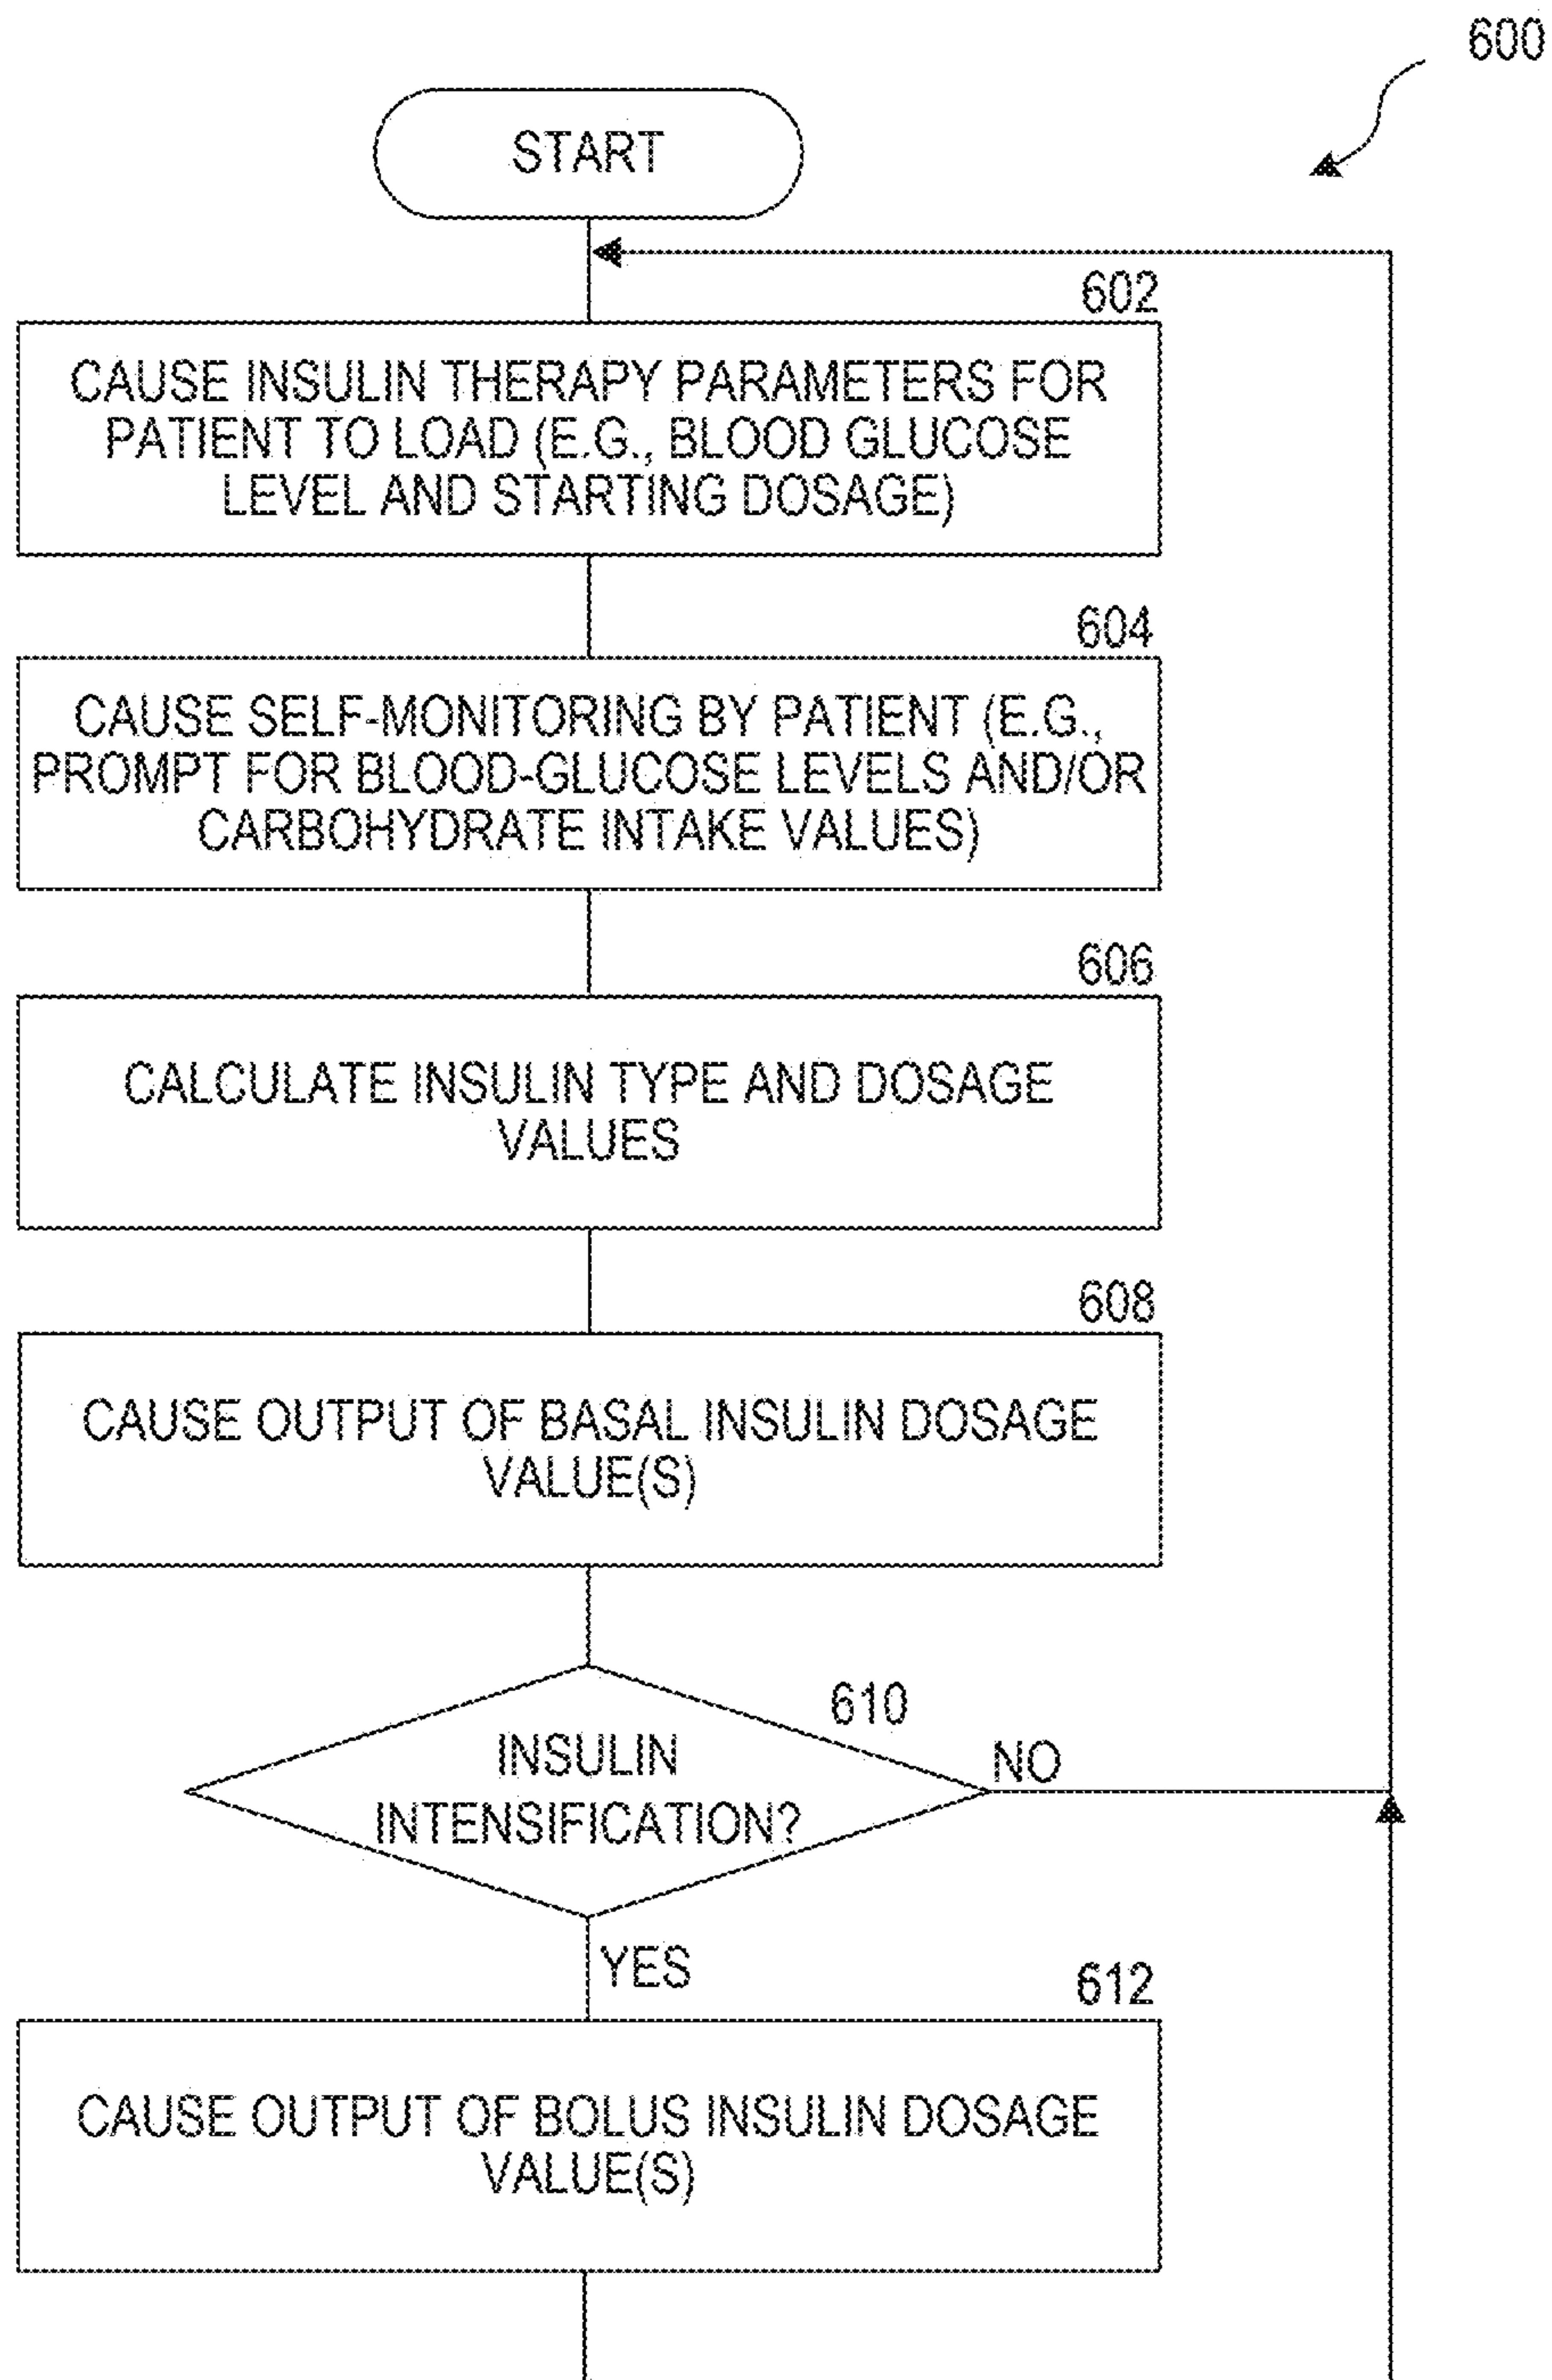 600
START
602
CAUSE INSULIN THERAPY PARAMETERS FOR
PATIENT TO LOAD (E.G., BLOOD GLUCOSE
LEVEL AND STARTING DOSAGE)
604
CAUSE SELF-MONITORING BY PATIENT (E.G.,
PROMPT FOR BLOOD-GLUCOSE LEVELS AND/OR
CARBOHYDRATE INTAKE VALUES)
606
CALCULATE INSULIN TYPE AND DOSAGE
VALUES
608
CAUSE OUTPUT OF BASAL INSULIN DOSAGE
VALUE(S)
610
INSULIN
INTENSIFICATION?
NO
YES
612
CAUSE OUTPUT OF BOLUS INSULIN DOSAGE
VALUE(S)